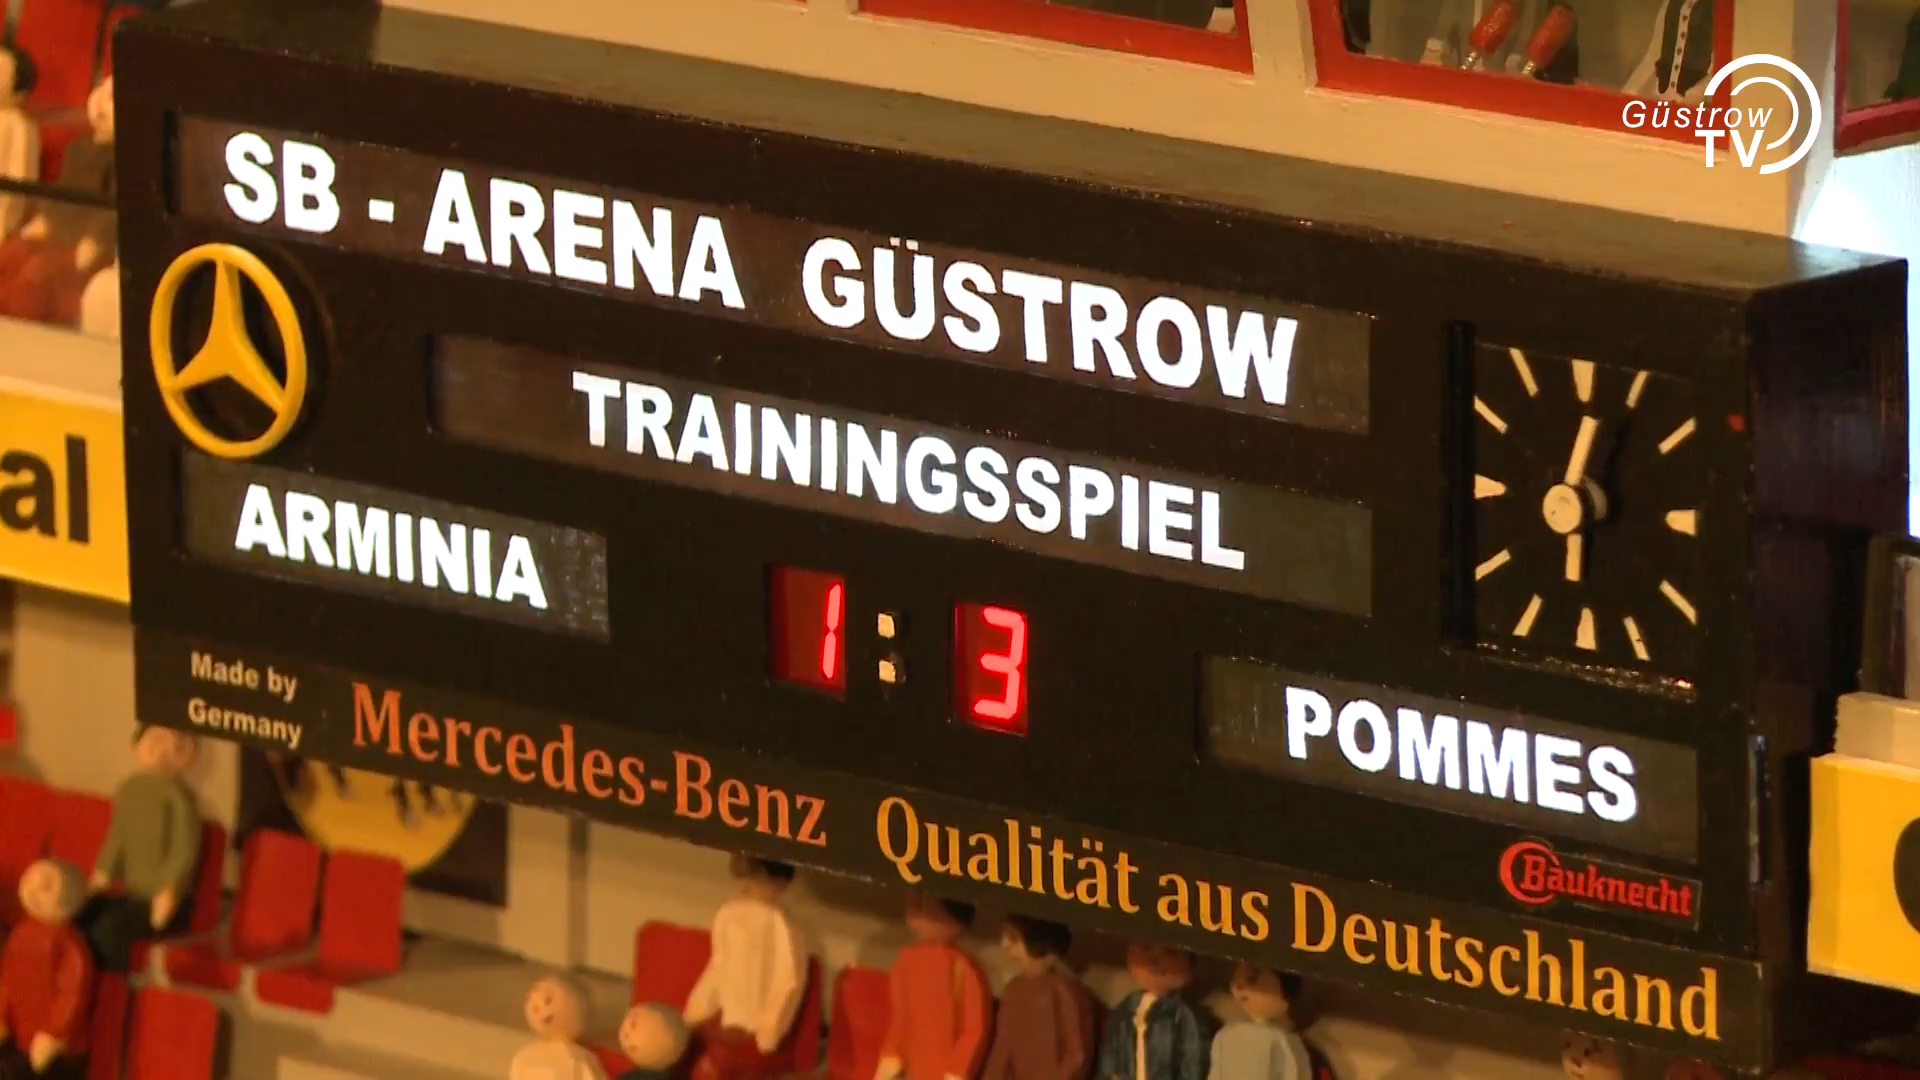 Güstrow
TV
SB - ARENA GÜSTROW
TRAININGSSPIEL
ARMINIA
1 : 3
POMMES
Made by
Germany
Mercedes-Benz Qualität aus Deutschland
Bauknecht
al